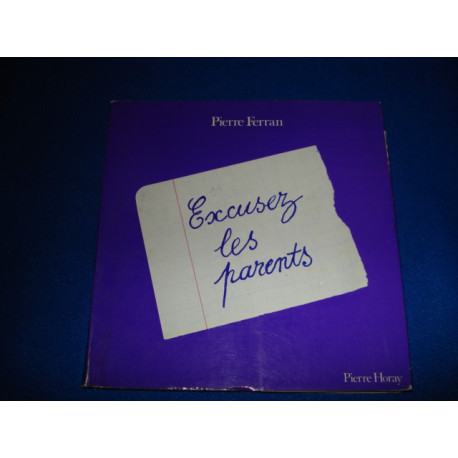 Pierre Ferran
Excusez
les
parents
Pierre Horay